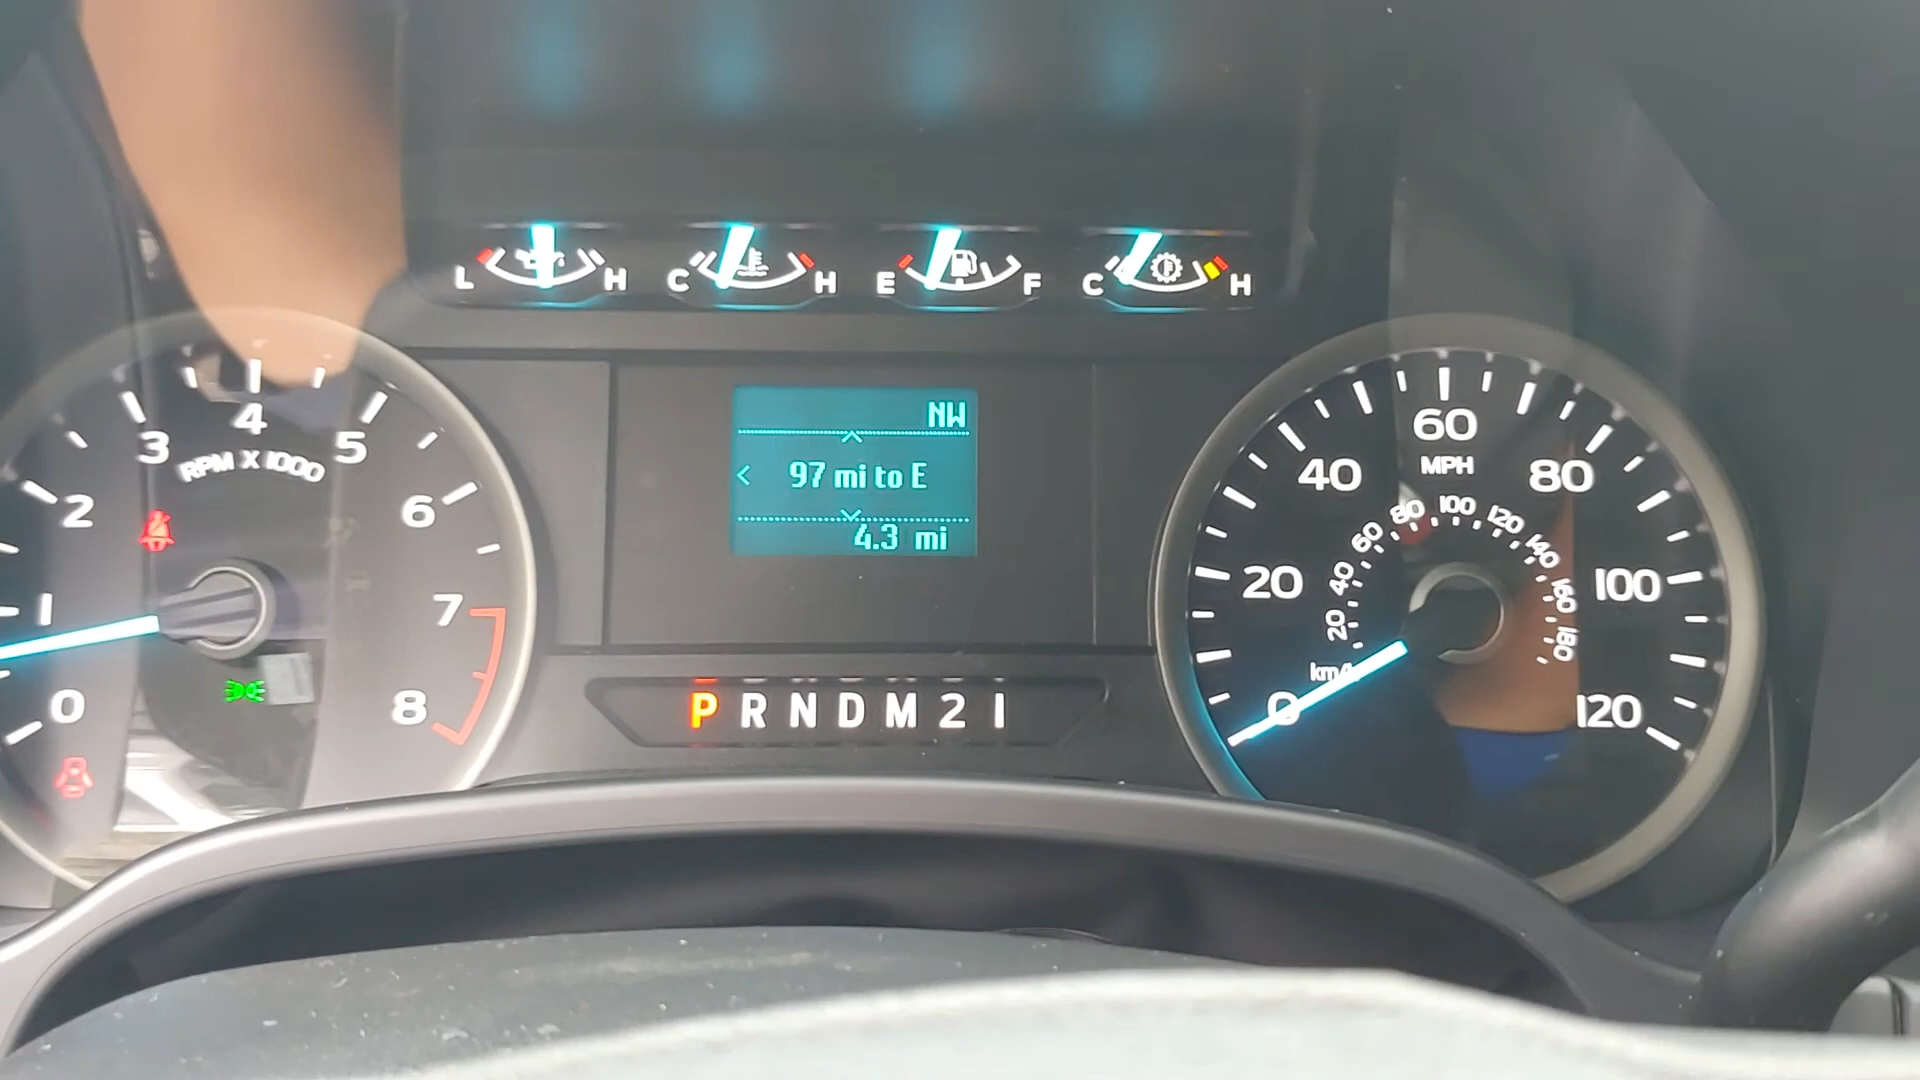 L H
C H
E F
C H
0 1 2 3 4 5 6 7 8
RPM X 1000
NW
< 97 mi to E
4.3 mi
P R N D M 2 1
0 20 40 60 80 100 120
MPH
20 40 60 80 100 120 140 160 180